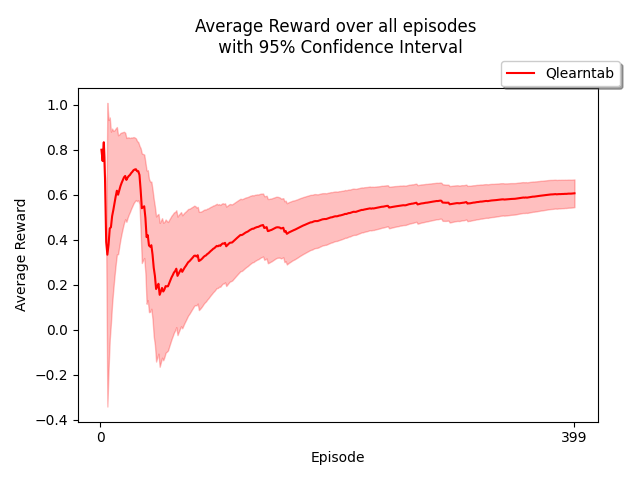 Average Reward over all episodes
with 95% Confidence Interval
Qlearntab
1.0
0.8
0.6
0.4
0.2
0.0
−0.2
−0.4
Average Reward
0
399
Episode